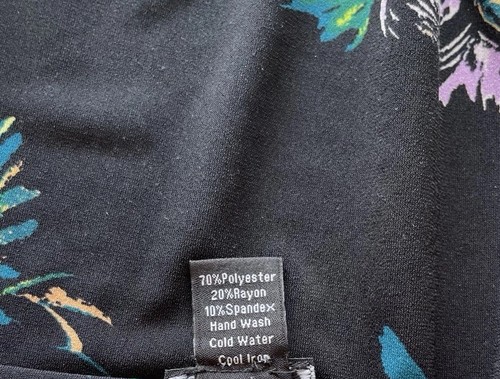 70%Polyester
20%Rayon
10%Spandex
Hand Wash
Cold Water
Cool Iron